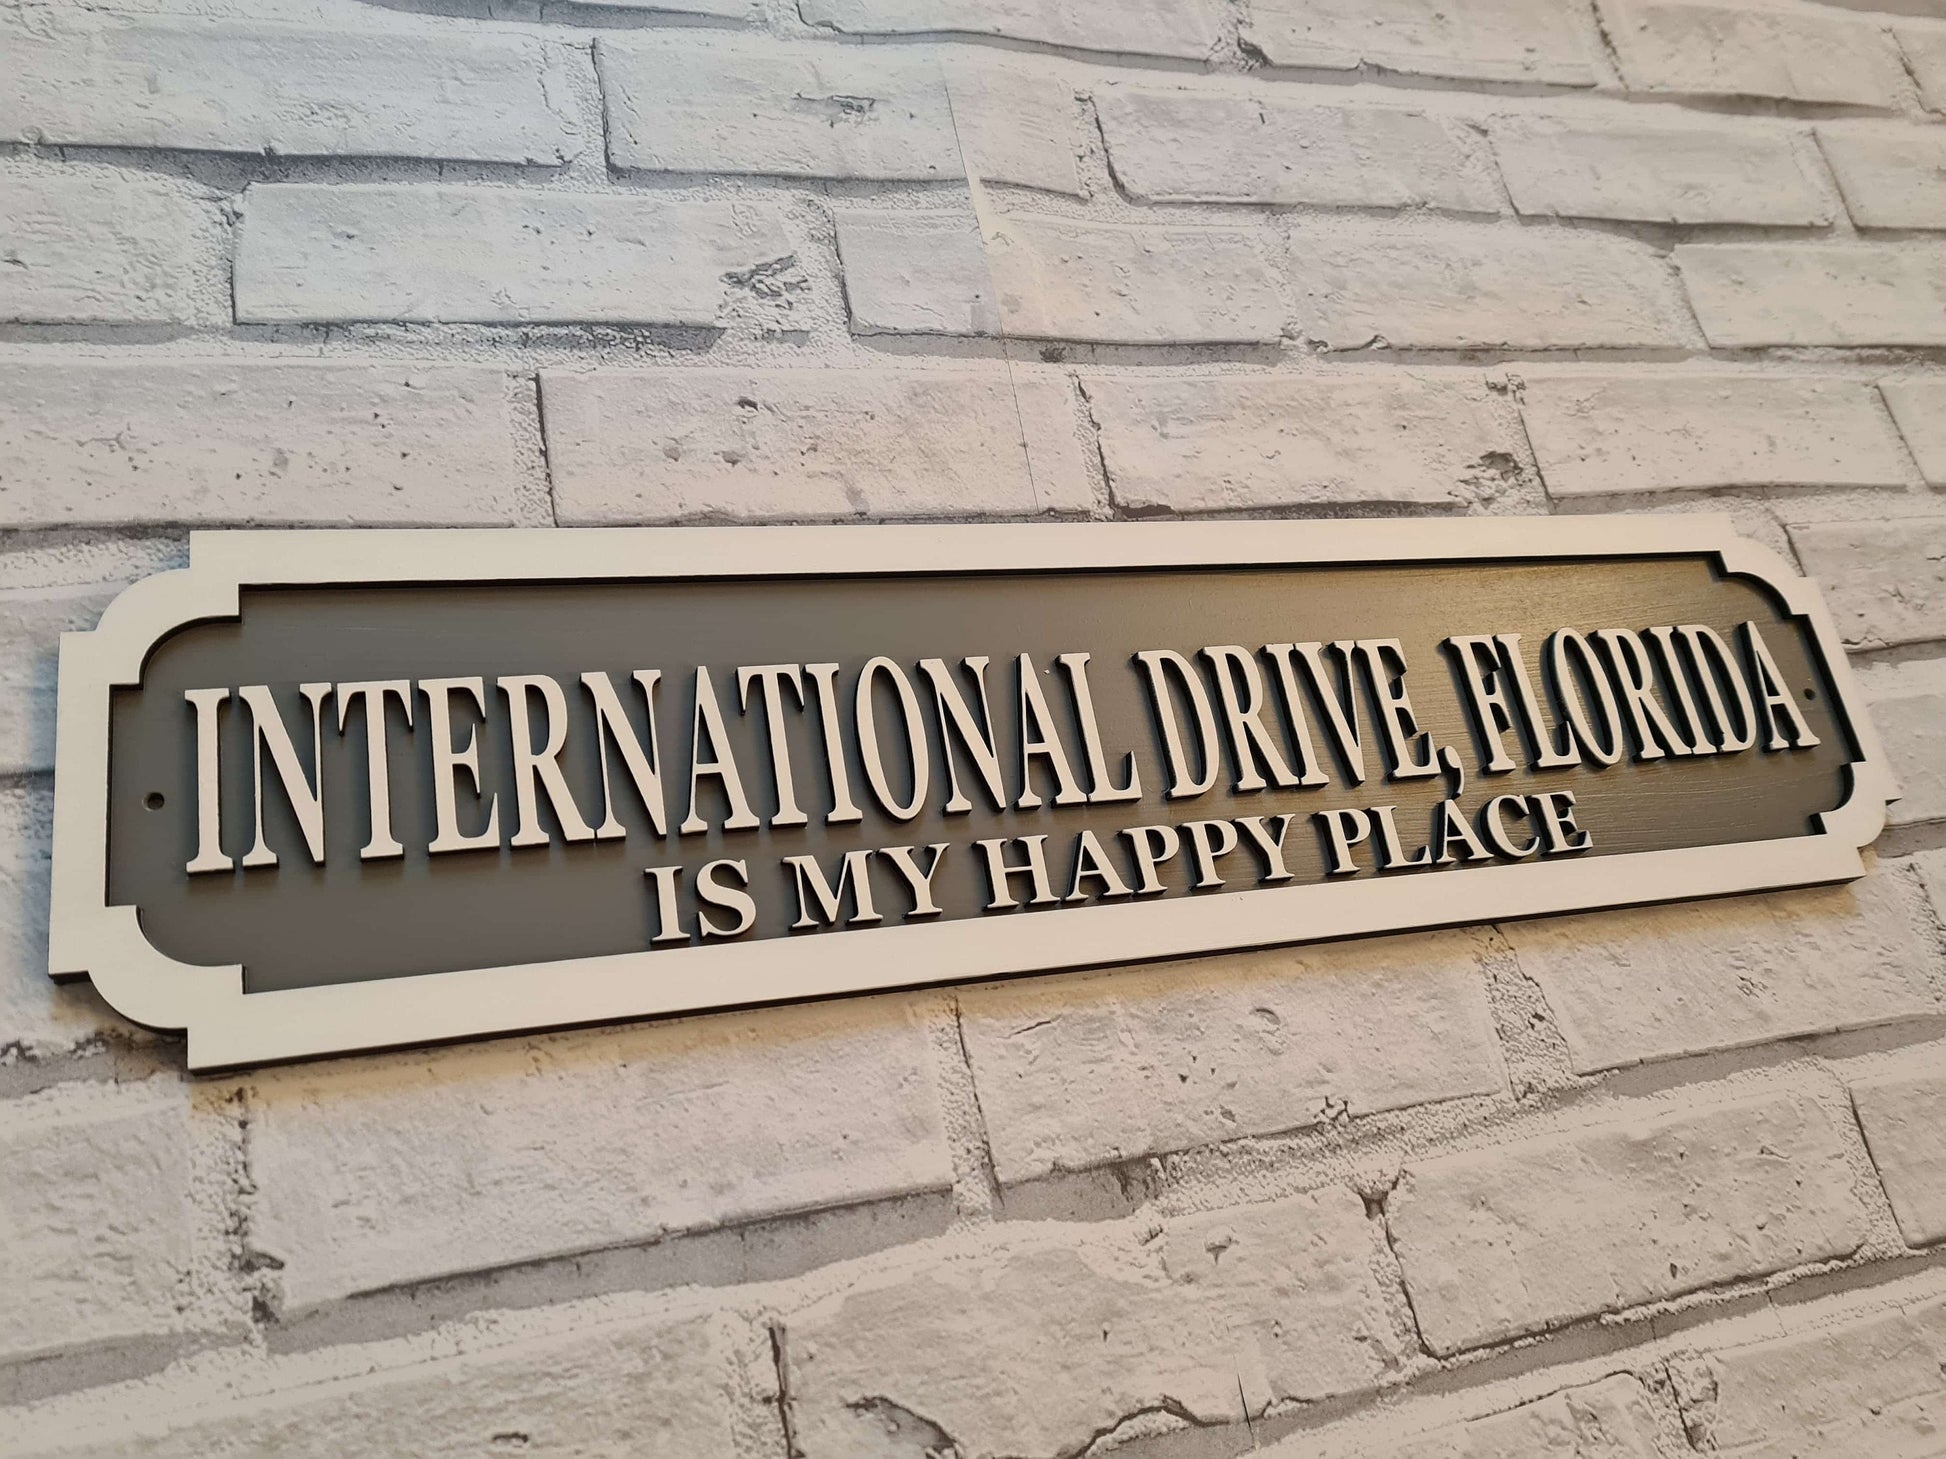 INTERNATIONAL DRIVE, FLORIDA
IS MY HAPPY PLACE